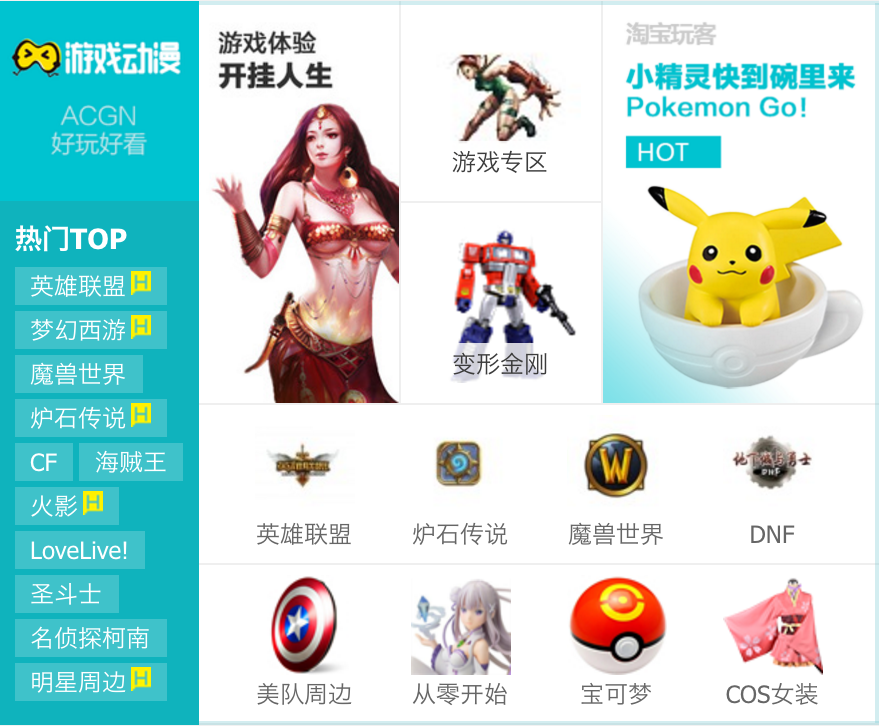 游戏动漫
ACGN
好玩好看
热门TOP
英雄联盟 H
梦幻西游 H
魔兽世界
炉石传说 H
CF 海贼王
火影 H
LoveLive!
圣斗士
名侦探柯南
明星周边 H
游戏体验
开挂人生
游戏专区
变形金刚
淘宝玩客
小精灵快到碗里来
Pokemon Go!
HOT
W
地下城与勇士
DNF
英雄联盟 炉石传说 魔兽世界 DNF
美队周边 从零开始 宝可梦 COS女装